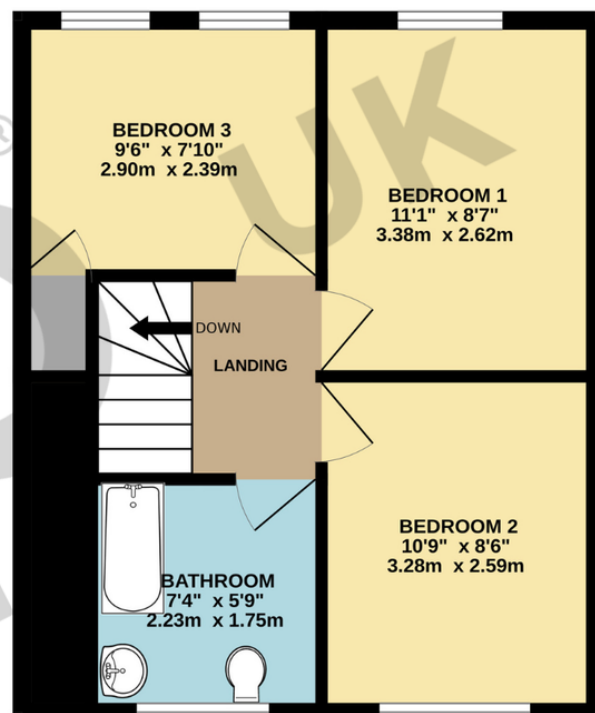 BEDROOM 3
9'6" x 7'10"
2.90m x 2.39m
UK
BEDROOM 1
11'1" x 8'7"
3.38m x 2.62m
DOWN
LANDING
BEDROOM 2
10'9" x 8'6"
3.28m x 2.59m
BATHROOM
7'4" x 5'9"
2.23m x 1.75m
®